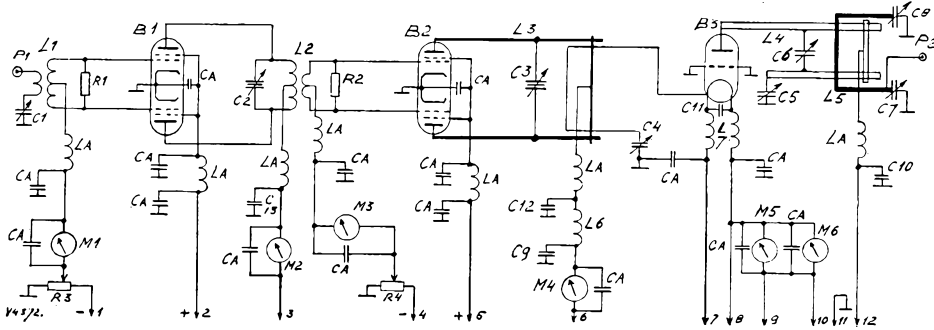 P1
L1
R1
B1
CA
C2
L2
R2
B2
CA
L3
C3
B3
L4
C6
C8
P3
C1
C5
L5
C7
C11
L7
C4
LA
CA
CA
LA
CA
LA
C13
LA
CA
CA
LA
CA
LA
C12
L6
C9
CA
LA
C10
CA
M1
CA
M2
M3
CA
M4
CA
CA
M5
CA
M6
V43/2.
R3
R4
- 1
+ 2
3
- 4
+ 5
6
7
8
9
10
11
12